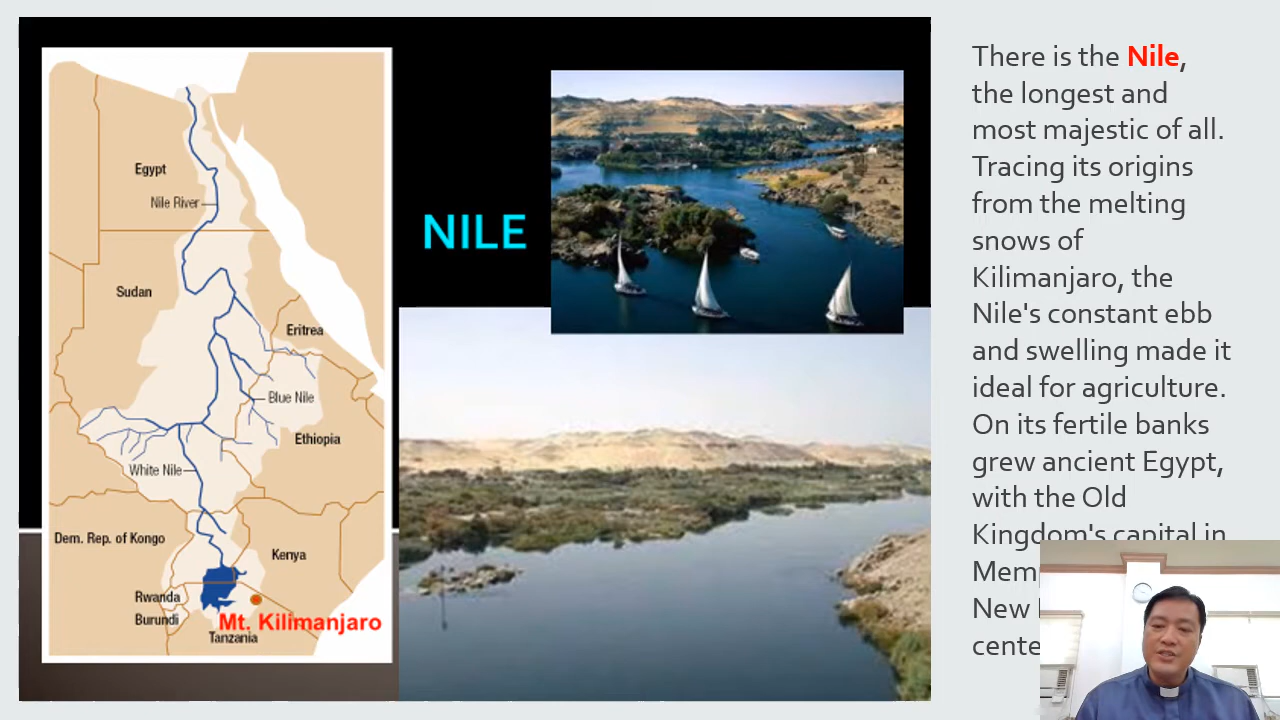 Egypt
Nile River
Sudan
Eritrea
Blue Nile
Ethiopia
White Nile
Dem. Rep. of Kongo
Kenya
Rwanda
Burundi
Mt. Kilimanjaro
Tanzania
NILE
There is the Nile,
the longest and
most majestic of all.
Tracing its origins
from the melting
snows of
Kilimanjaro, the
Nile's constant ebb
and swelling made it
ideal for agriculture.
On its fertile banks
grew ancient Egypt,
with the Old
Kingdom's capital in
New